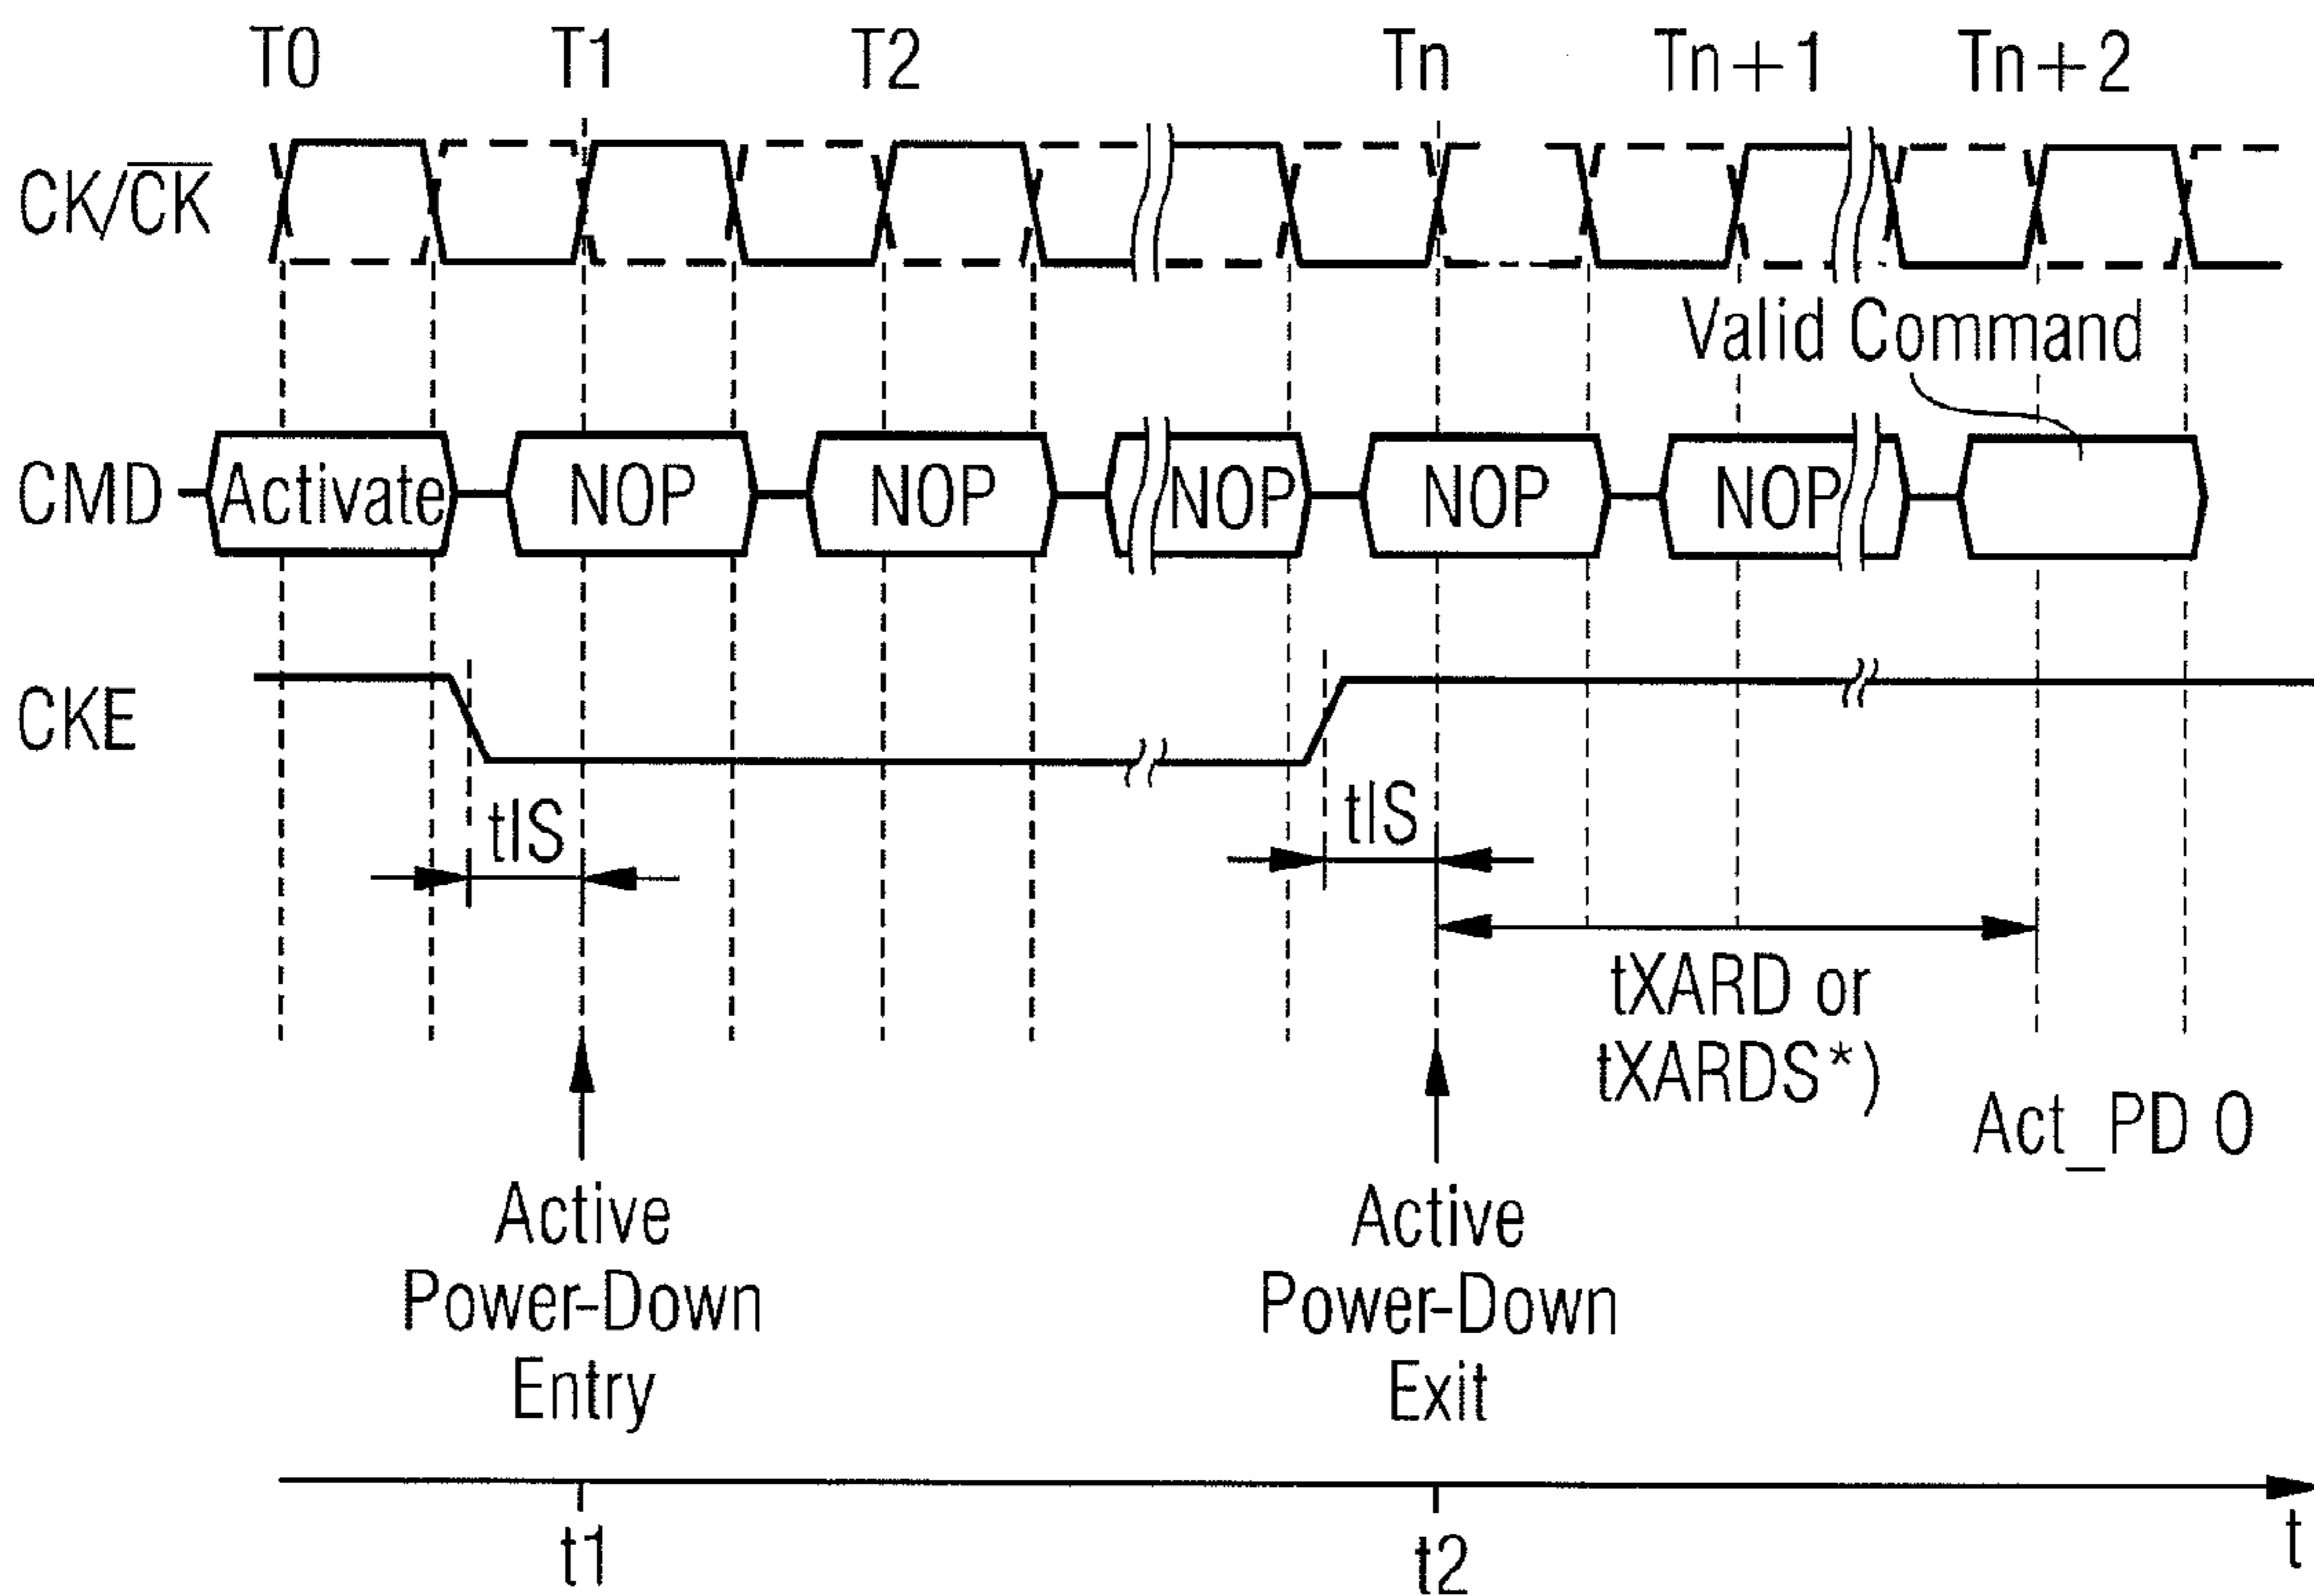 T0 T1 T2 Tn Tn+1 Tn+2
CK/C̅K̅
Valid Command
CMD Activate NOP NOP NOP NOP NOP
CKE
tIS tIS
tXARD or
tXARDS*)
Act_PD 0
Active
Power-Down
Entry
Active
Power-Down
Exit
t1 t2 t